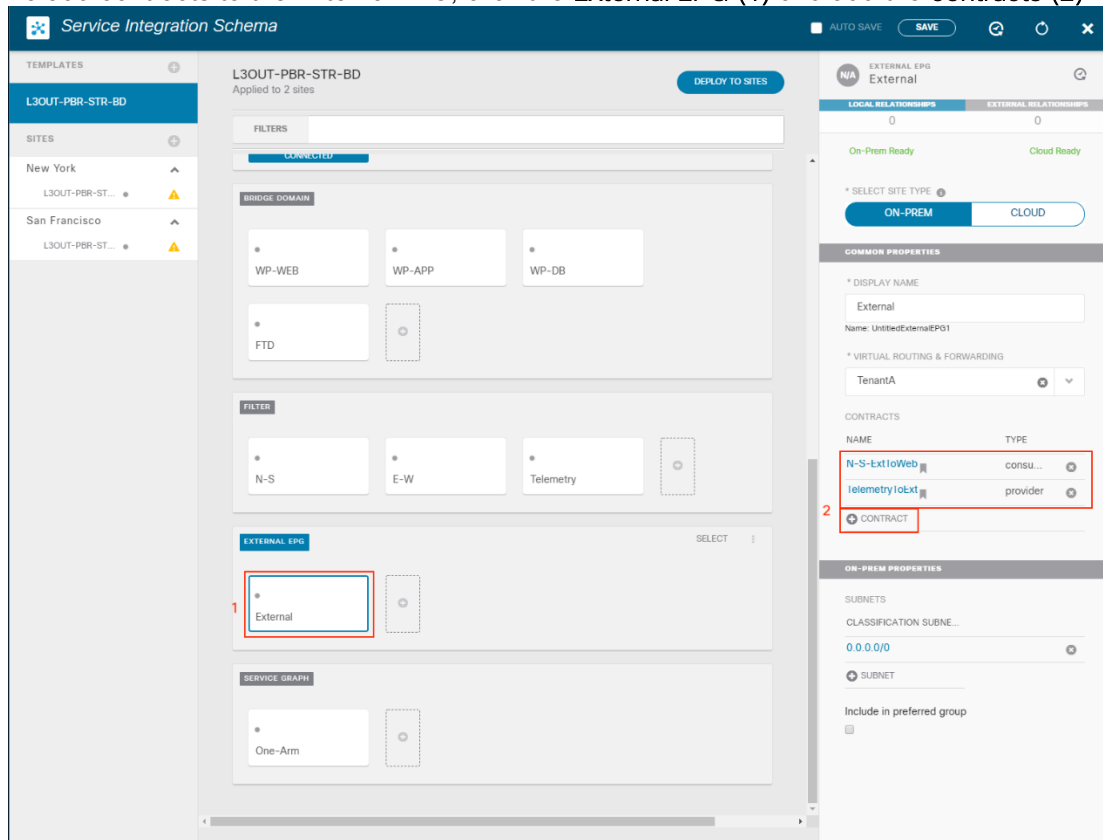 Service Integration Schema
AUTO SAVE
SAVE
TEMPLATES
L3OUT-PBR-STR-BD
SITES
New York
L3OUT-PBR-ST...
San Francisco
L3OUT-PBR-ST...
L3OUT-PBR-STR-BD
Applied to 2 sites
DEPLOY TO SITES
FILTERS
CONNECTED
BRIDGE DOMAIN
WP-WEB WP-APP WP-DB
FTD
FILTER
N-S E-W Telemetry
EXTERNAL EPG SELECT
1
External
SERVICE GRAPH
One-Arm
N/A
EXTERNAL EPG
External
LOCAL RELATIONSHIPS EXTERNAL RELATIONSHIPS
0 0
On-Prem Ready Cloud Ready
* SELECT SITE TYPE
ON-PREM CLOUD
COMMON PROPERTIES
* DISPLAY NAME
External
Name: UntitledExternalEPG1
* VIRTUAL ROUTING & FORWARDING
TenantA
CONTRACTS
NAME TYPE
N-S-ExtToWeb consu...
TelemetryToExt provider
2
CONTRACT
ON-PREM PROPERTIES
SUBNETS
CLASSIFICATION SUBNE...
0.0.0.0/0
SUBNET
Include in preferred group